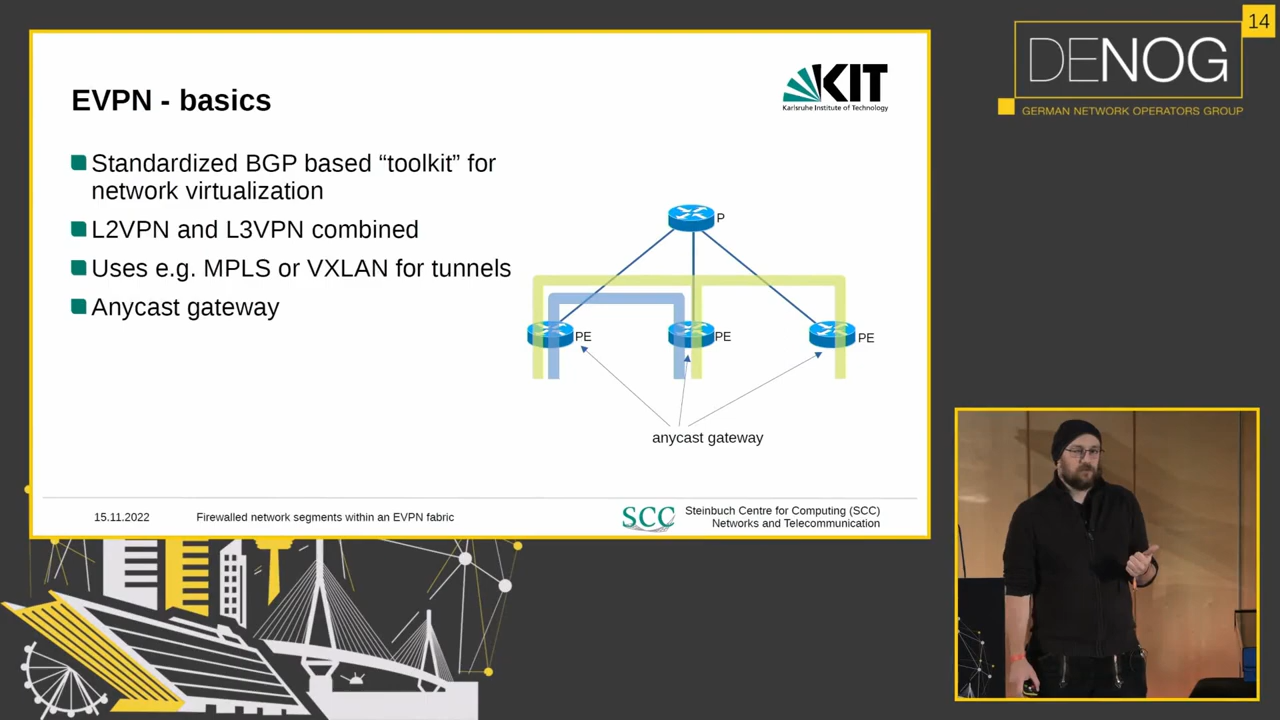 14
DENOG
GERMAN NETWORK OPERATORS GROUP
KIT
Karlsruhe Institute of Technology
EVPN - basics
Standardized BGP based “toolkit” for
network virtualization
L2VPN and L3VPN combined
Uses e.g. MPLS or VXLAN for tunnels
Anycast gateway
P
PE
PE
PE
anycast gateway
15.11.2022
Firewalled network segments within an EVPN fabric
SCC
Steinbuch Centre for Computing (SCC)
Networks and Telecommunication